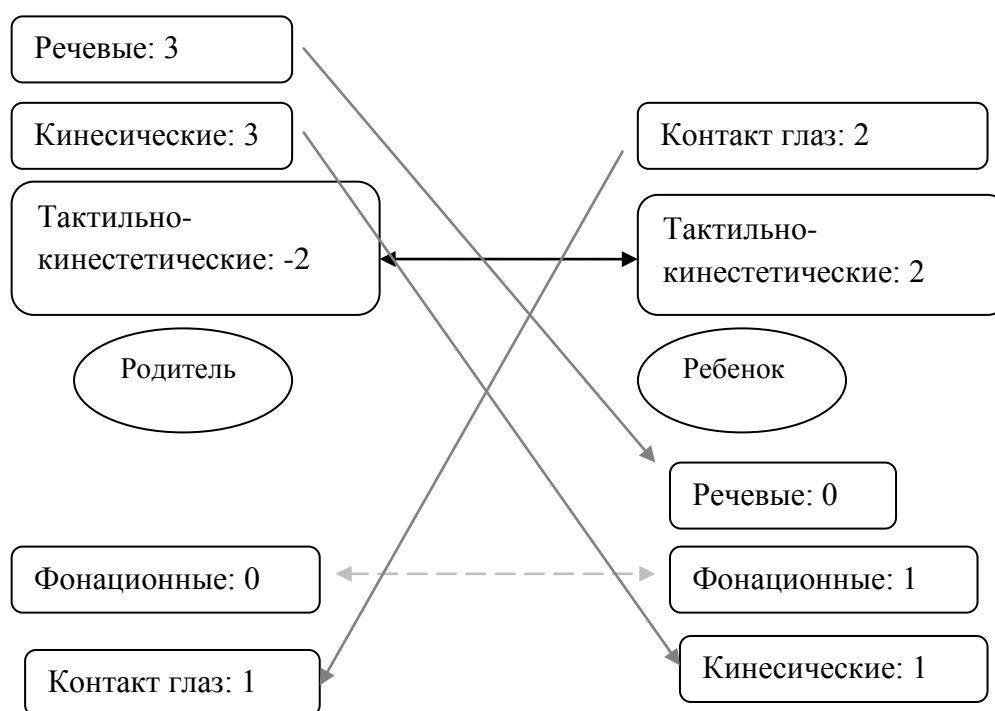 Речевые: 3
Кинесические: 3
Контакт глаз: 2
Тактильно-
кинестетические: -2
Тактильно-
кинестетические: 2
Родитель
Ребенок
Речевые: 0
Фонационные: 0
Фонационные: 1
Контакт глаз: 1
Кинесические: 1